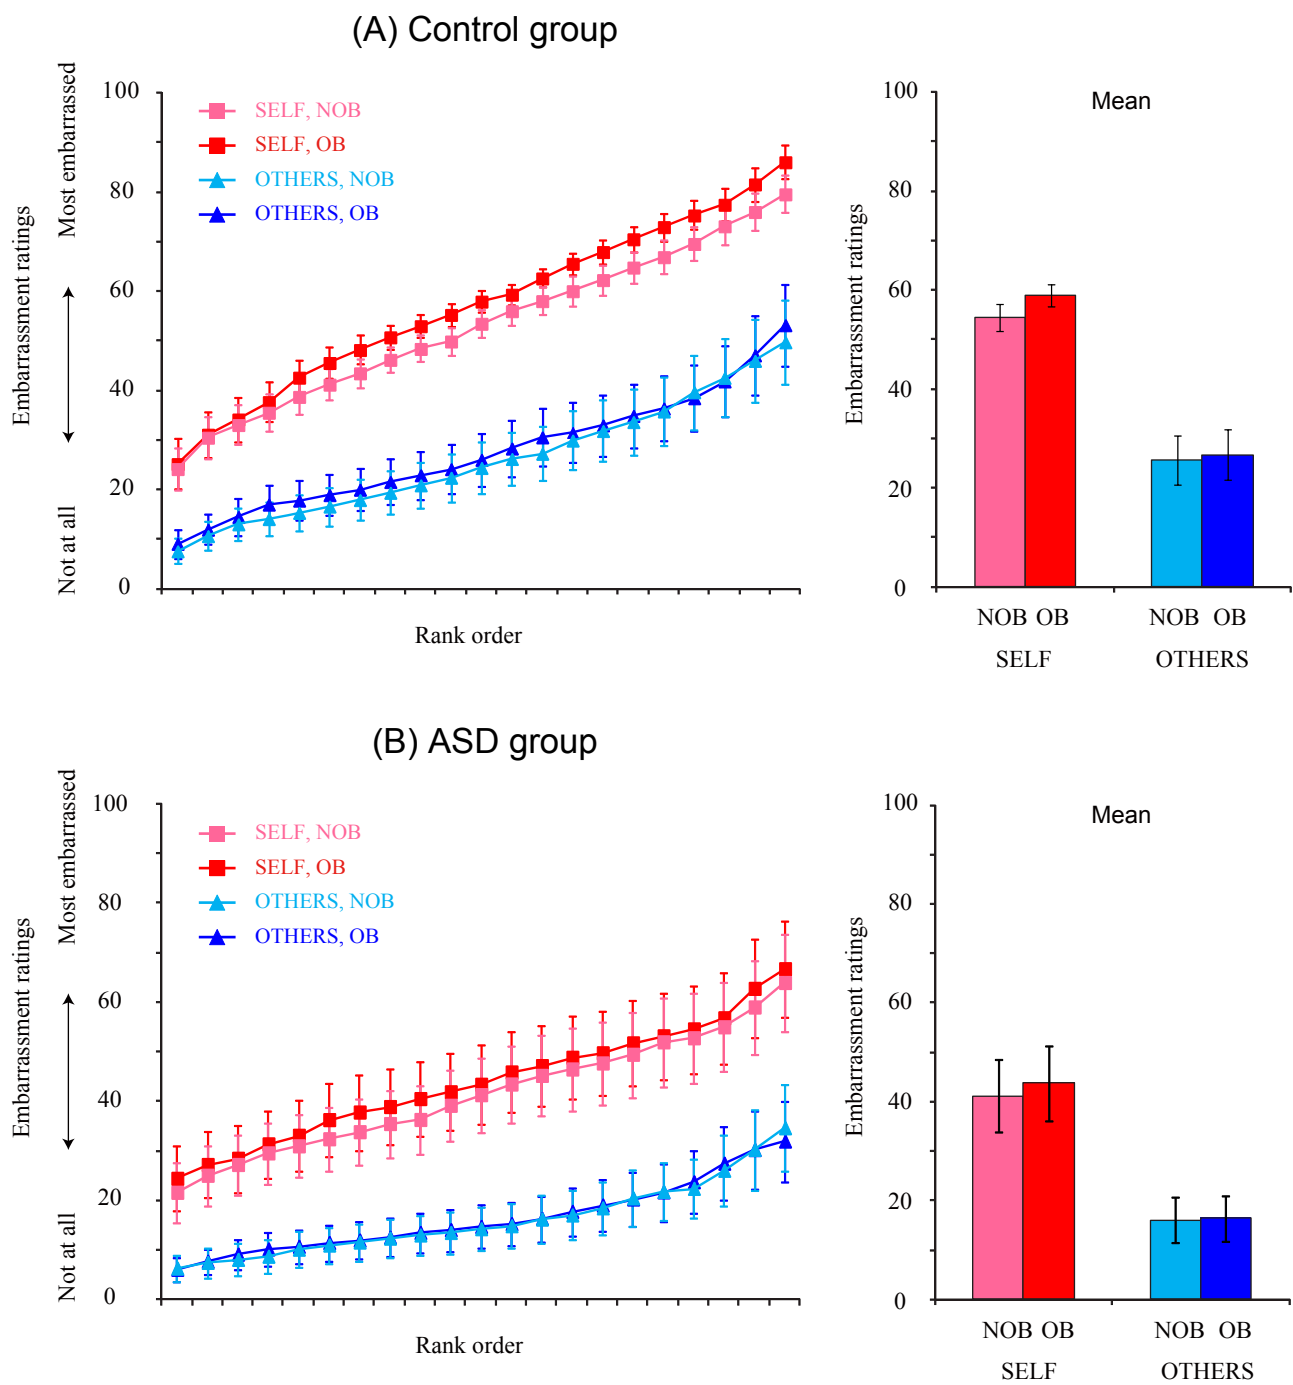 (A) Control group
Embarrassment ratings
Not at all
Most embarrassed
100
80
60
40
20
0
SELF, NOB
SELF, OB
OTHERS, NOB
OTHERS, OB
Rank order
Mean
Embarrassment ratings
100
80
60
40
20
0
NOB OB
NOB OB
SELF
OTHERS
(B) ASD group
Embarrassment ratings
Not at all
Most embarrassed
100
80
60
40
20
0
SELF, NOB
SELF, OB
OTHERS, NOB
OTHERS, OB
Rank order
Mean
Embarrassment ratings
100
80
60
40
20
0
NOB OB
NOB OB
SELF
OTHERS